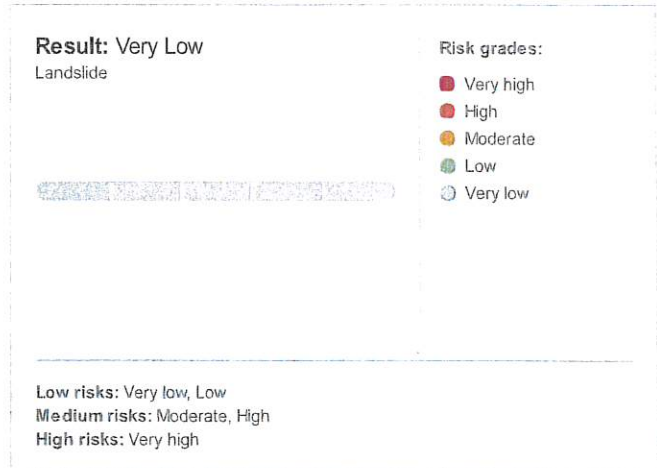 Result: Very Low
Landslide
Risk grades:
Very high
High
Moderate
Low
Very low
Low risks: Very low, Low
Medium risks: Moderate, High
High risks: Very high